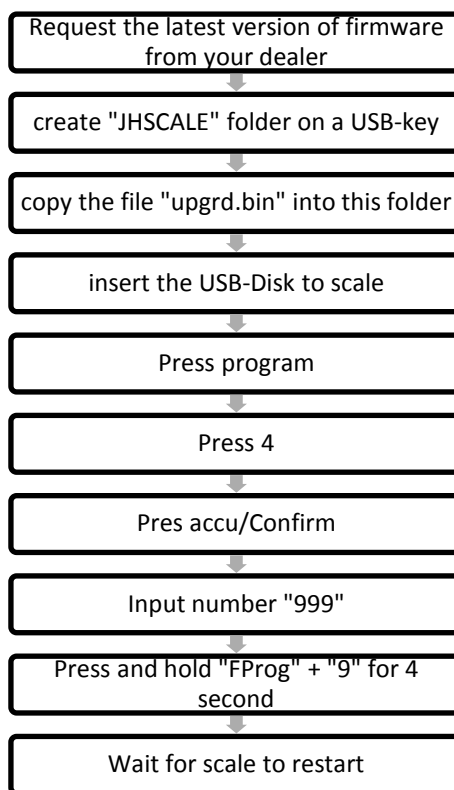 Request the latest version of firmware
from your dealer
create "JHSCALE" folder on a USB-key
copy the file "upgrd.bin" into this folder
insert the USB-Disk to scale
Press program
Press 4
Pres accu/Confirm
Input number "999"
Press and hold "FProg" + "9" for 4
second
Wait for scale to restart